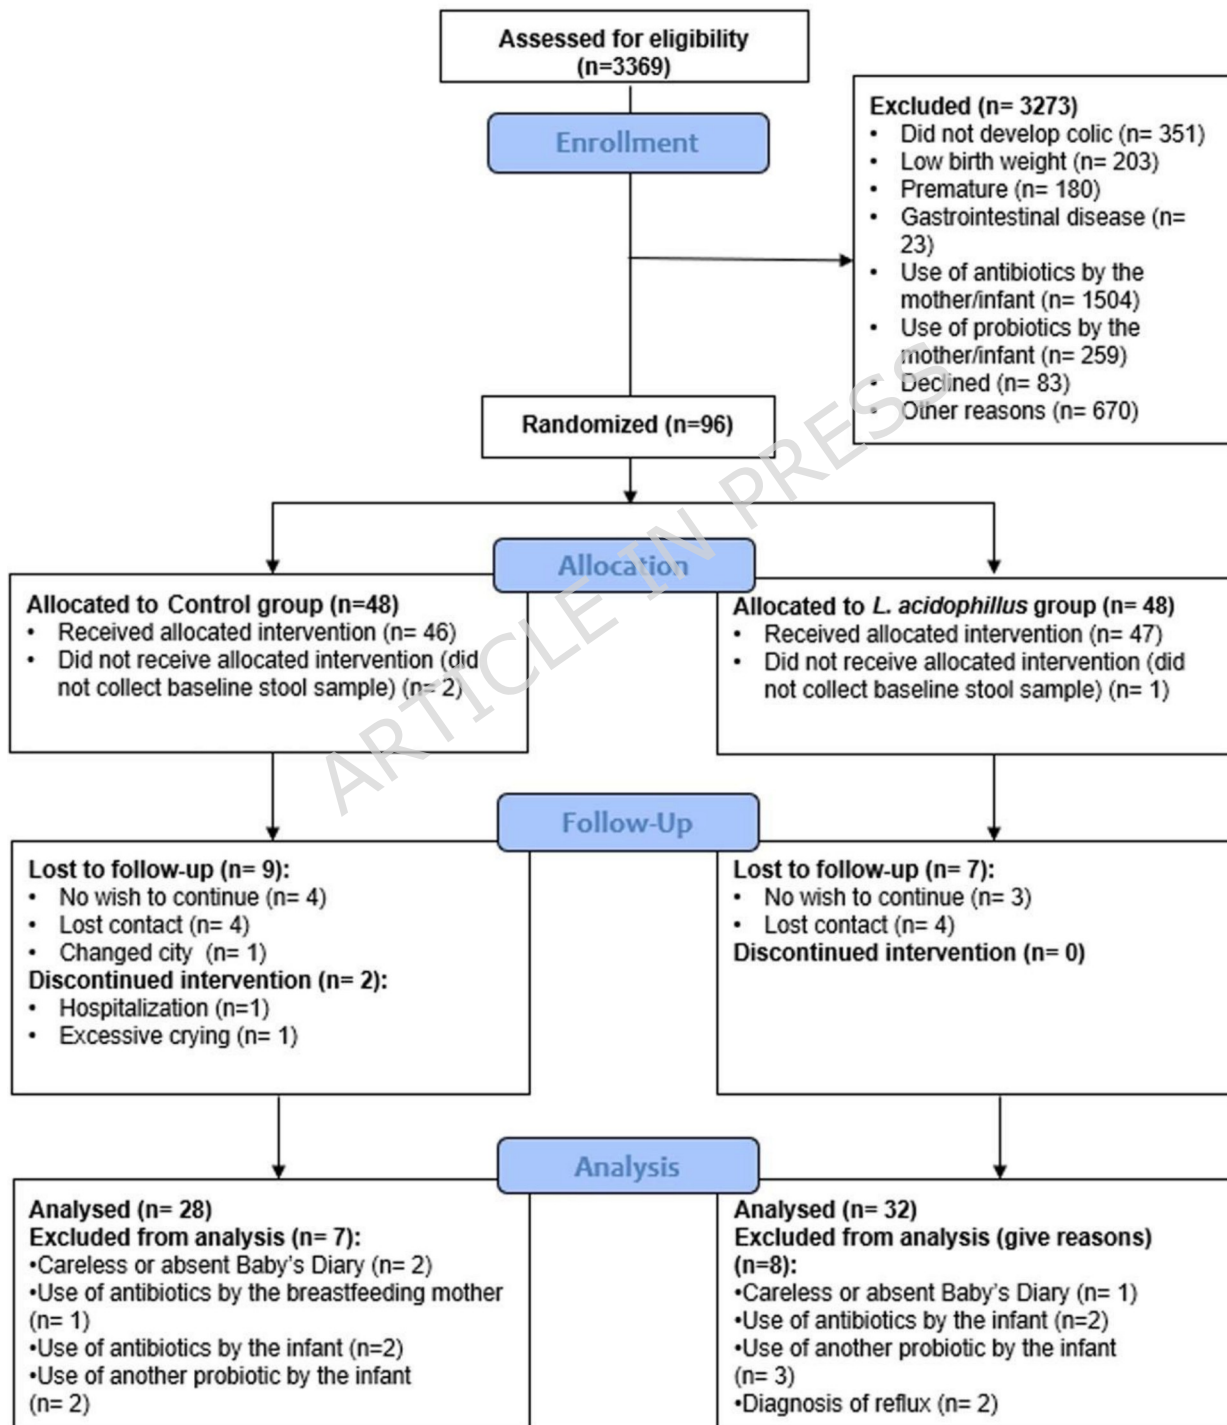 Assessed for eligibility
(n=3369)
Enrollment
Excluded (n= 3273)
• Did not develop colic (n= 351)
• Low birth weight (n= 203)
• Premature (n= 180)
• Gastrointestinal disease (n=
23)
• Use of antibiotics by the
mother/infant (n= 1504)
• Use of probiotics by the
mother/infant (n= 259)
• Declined (n= 83)
• Other reasons (n= 670)
Randomized (n=96)
Allocation
Allocated to Control group (n=48)
• Received allocated intervention (n= 46)
• Did not receive allocated intervention (did
not collect baseline stool sample) (n= 2)
Allocated to L. acidophillus group (n= 48)
• Received allocated intervention (n= 47)
• Did not receive allocated intervention (did
not collect baseline stool sample) (n= 1)
Follow-Up
Lost to follow-up (n= 9):
• No wish to continue (n= 4)
• Lost contact (n= 4)
• Changed city (n= 1)
Discontinued intervention (n= 2):
• Hospitalization (n=1)
• Excessive crying (n= 1)
Lost to follow-up (n= 7):
• No wish to continue (n= 3)
• Lost contact (n= 4)
Discontinued intervention (n= 0)
Analysis
Analysed (n= 28)
Excluded from analysis (n= 7):
•Careless or absent Baby's Diary (n= 2)
•Use of antibiotics by the breastfeeding mother
(n= 1)
•Use of antibiotics by the infant (n=2)
•Use of another probiotic by the infant
(n= 2)
Analysed (n= 32)
Excluded from analysis (give reasons)
(n=8):
•Careless or absent Baby's Diary (n= 1)
•Use of antibiotics by the infant (n=2)
•Use of another probiotic by the infant
(n= 3)
•Diagnosis of reflux (n= 2)
ARTICLE IN PRESS